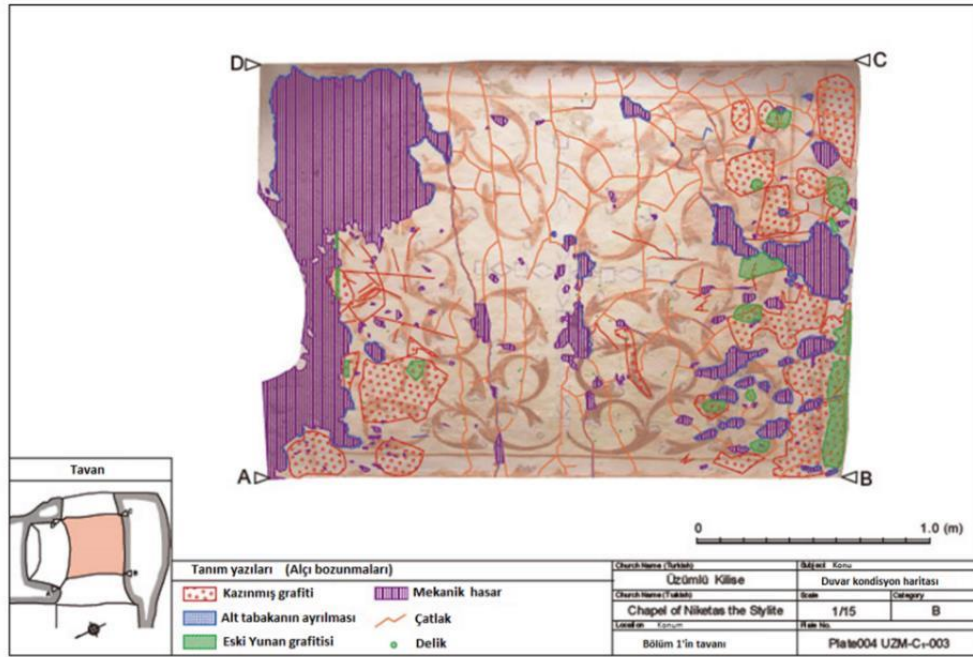 D
C
A
B
Tavan
0
1.0 (m)
Tanım yazıları (Alçı bozunmaları)
Kazınmış grafiti
Mekanik hasar
Alt tabakanın ayrılması
Çatlak
Eski Yunan grafitisi
Delik
Church Name (Turkish)
Subject Konu
Üzümlü Kilise
Duvar kondisyon haritası
Church Name (Turkish)
Scale
Category
Chapel of Niketas the Stylite
1/15
B
Location Konum
Plate No.
Bölüm 1'in tavanı
Plate004 UZM-C₁-003